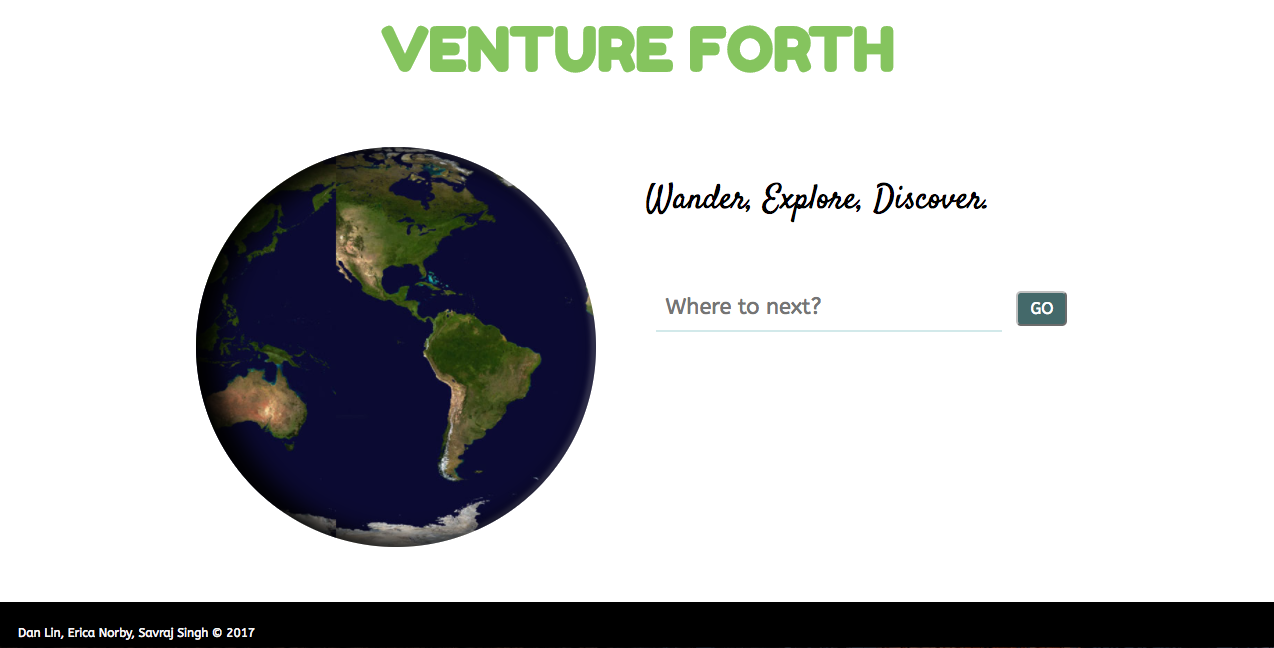 VENTURE FORTH
Wander, Explore, Discover.
Where to next?
GO
Dan Lin, Erica Norby, Savraj Singh © 2017